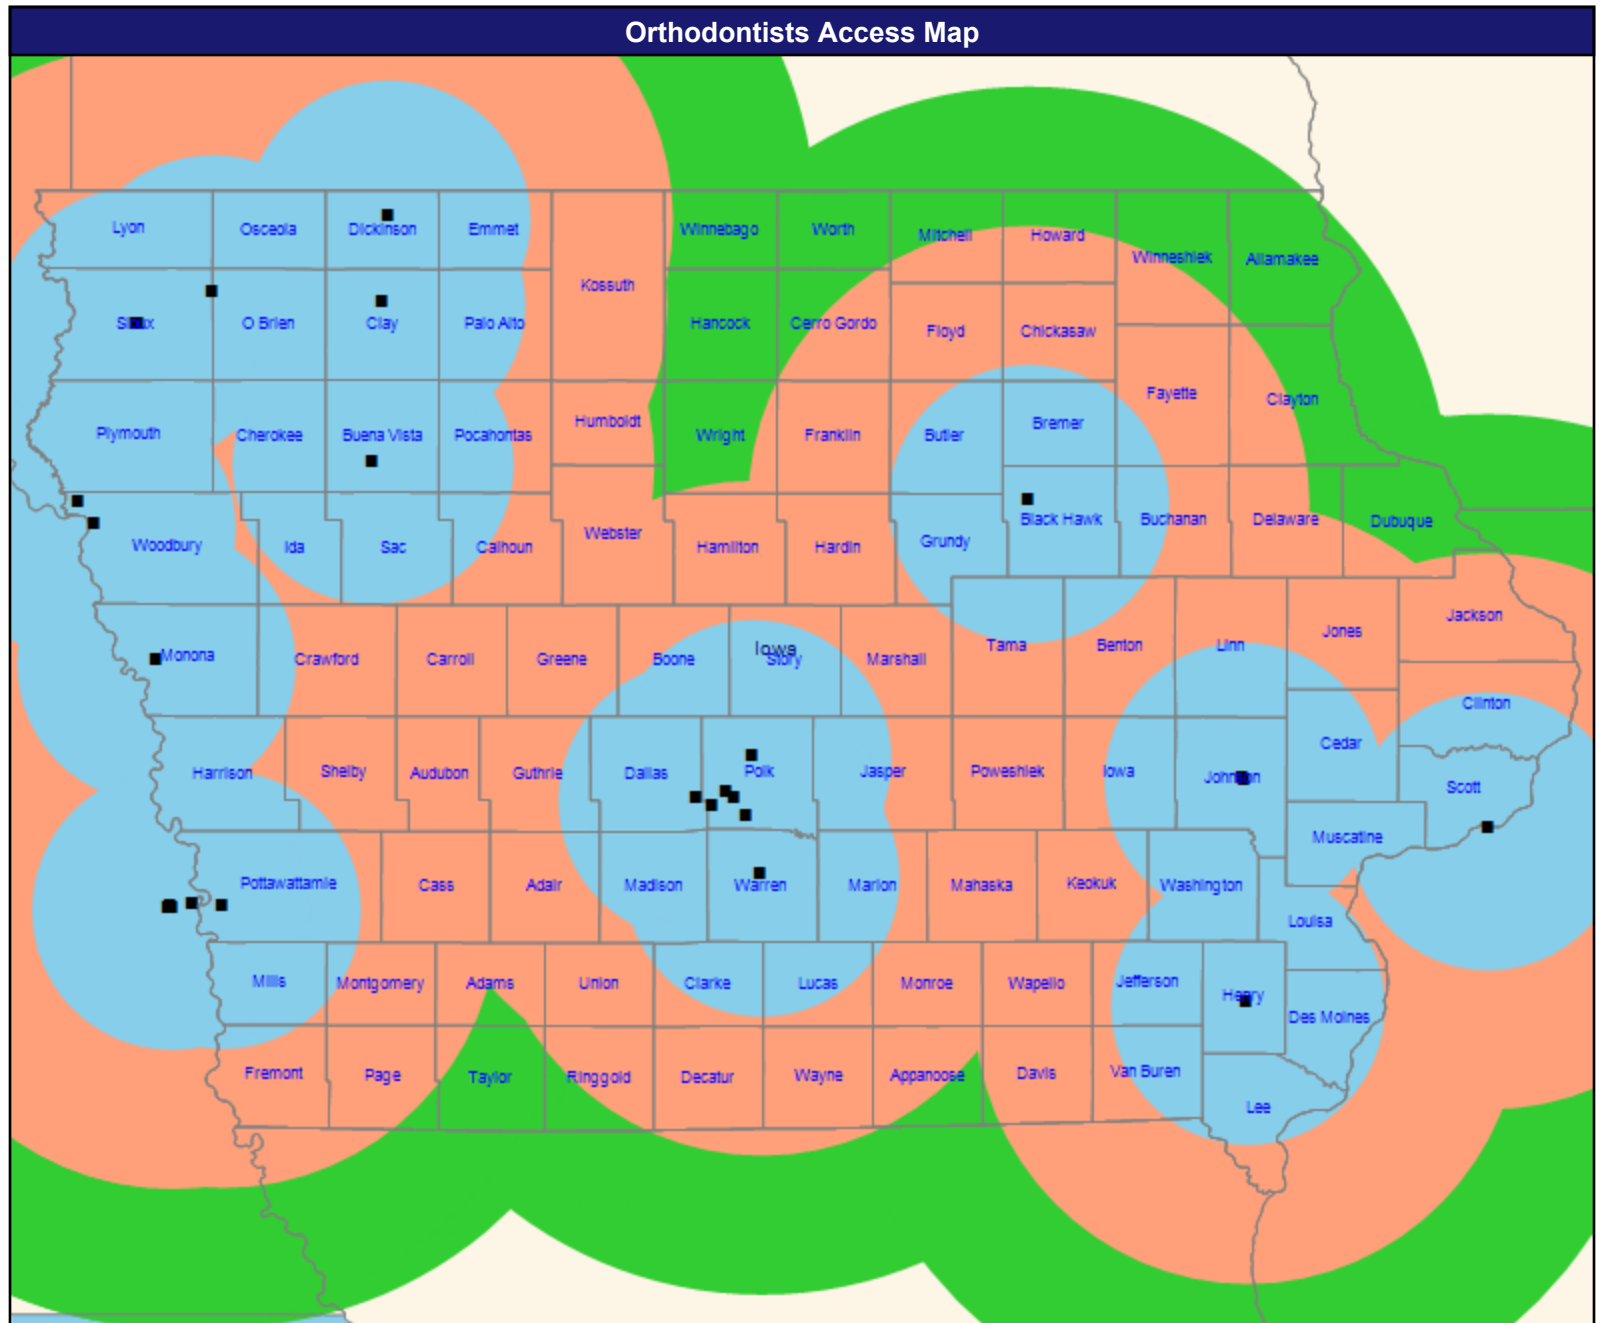 Orthodontists Access Map
Lyon Osceola Dickinson Emmet Winnebago Worth Mitchell Howard
Winneshiek Allamakee
Kossuth
Sioux O Brien Clay Palo Alto Hancock Cerro Gordo Floyd Chickasaw
Fayette Clayton
Plymouth Cherokee Buena Vista Pocahontas Humboldt Wright Franklin Butler Bremer
Woodbury Ida Sac Calhoun Webster Hamilton Hardin Grundy Black Hawk Buchanan Delaware Dubuque
Jackson
Iowa
Monona Crawford Carroll Greene Boone Story Marshall Tama Benton Linn Jones
Clinton
Harrison Shelby Audubon Guthrie Dallas Polk Jasper Poweshiek Iowa Johnson Cedar Scott
Muscatine
Pottawattamie Cass Adair Madison Warren Marion Mahaska Keokuk Washington
Louisa
Mills Montgomery Adams Union Clarke Lucas Monroe Wapello Jefferson Henry
Des Moines
Fremont Page Taylor Ringgold Decatur Wayne Appanoose Davis Van Buren
Lee